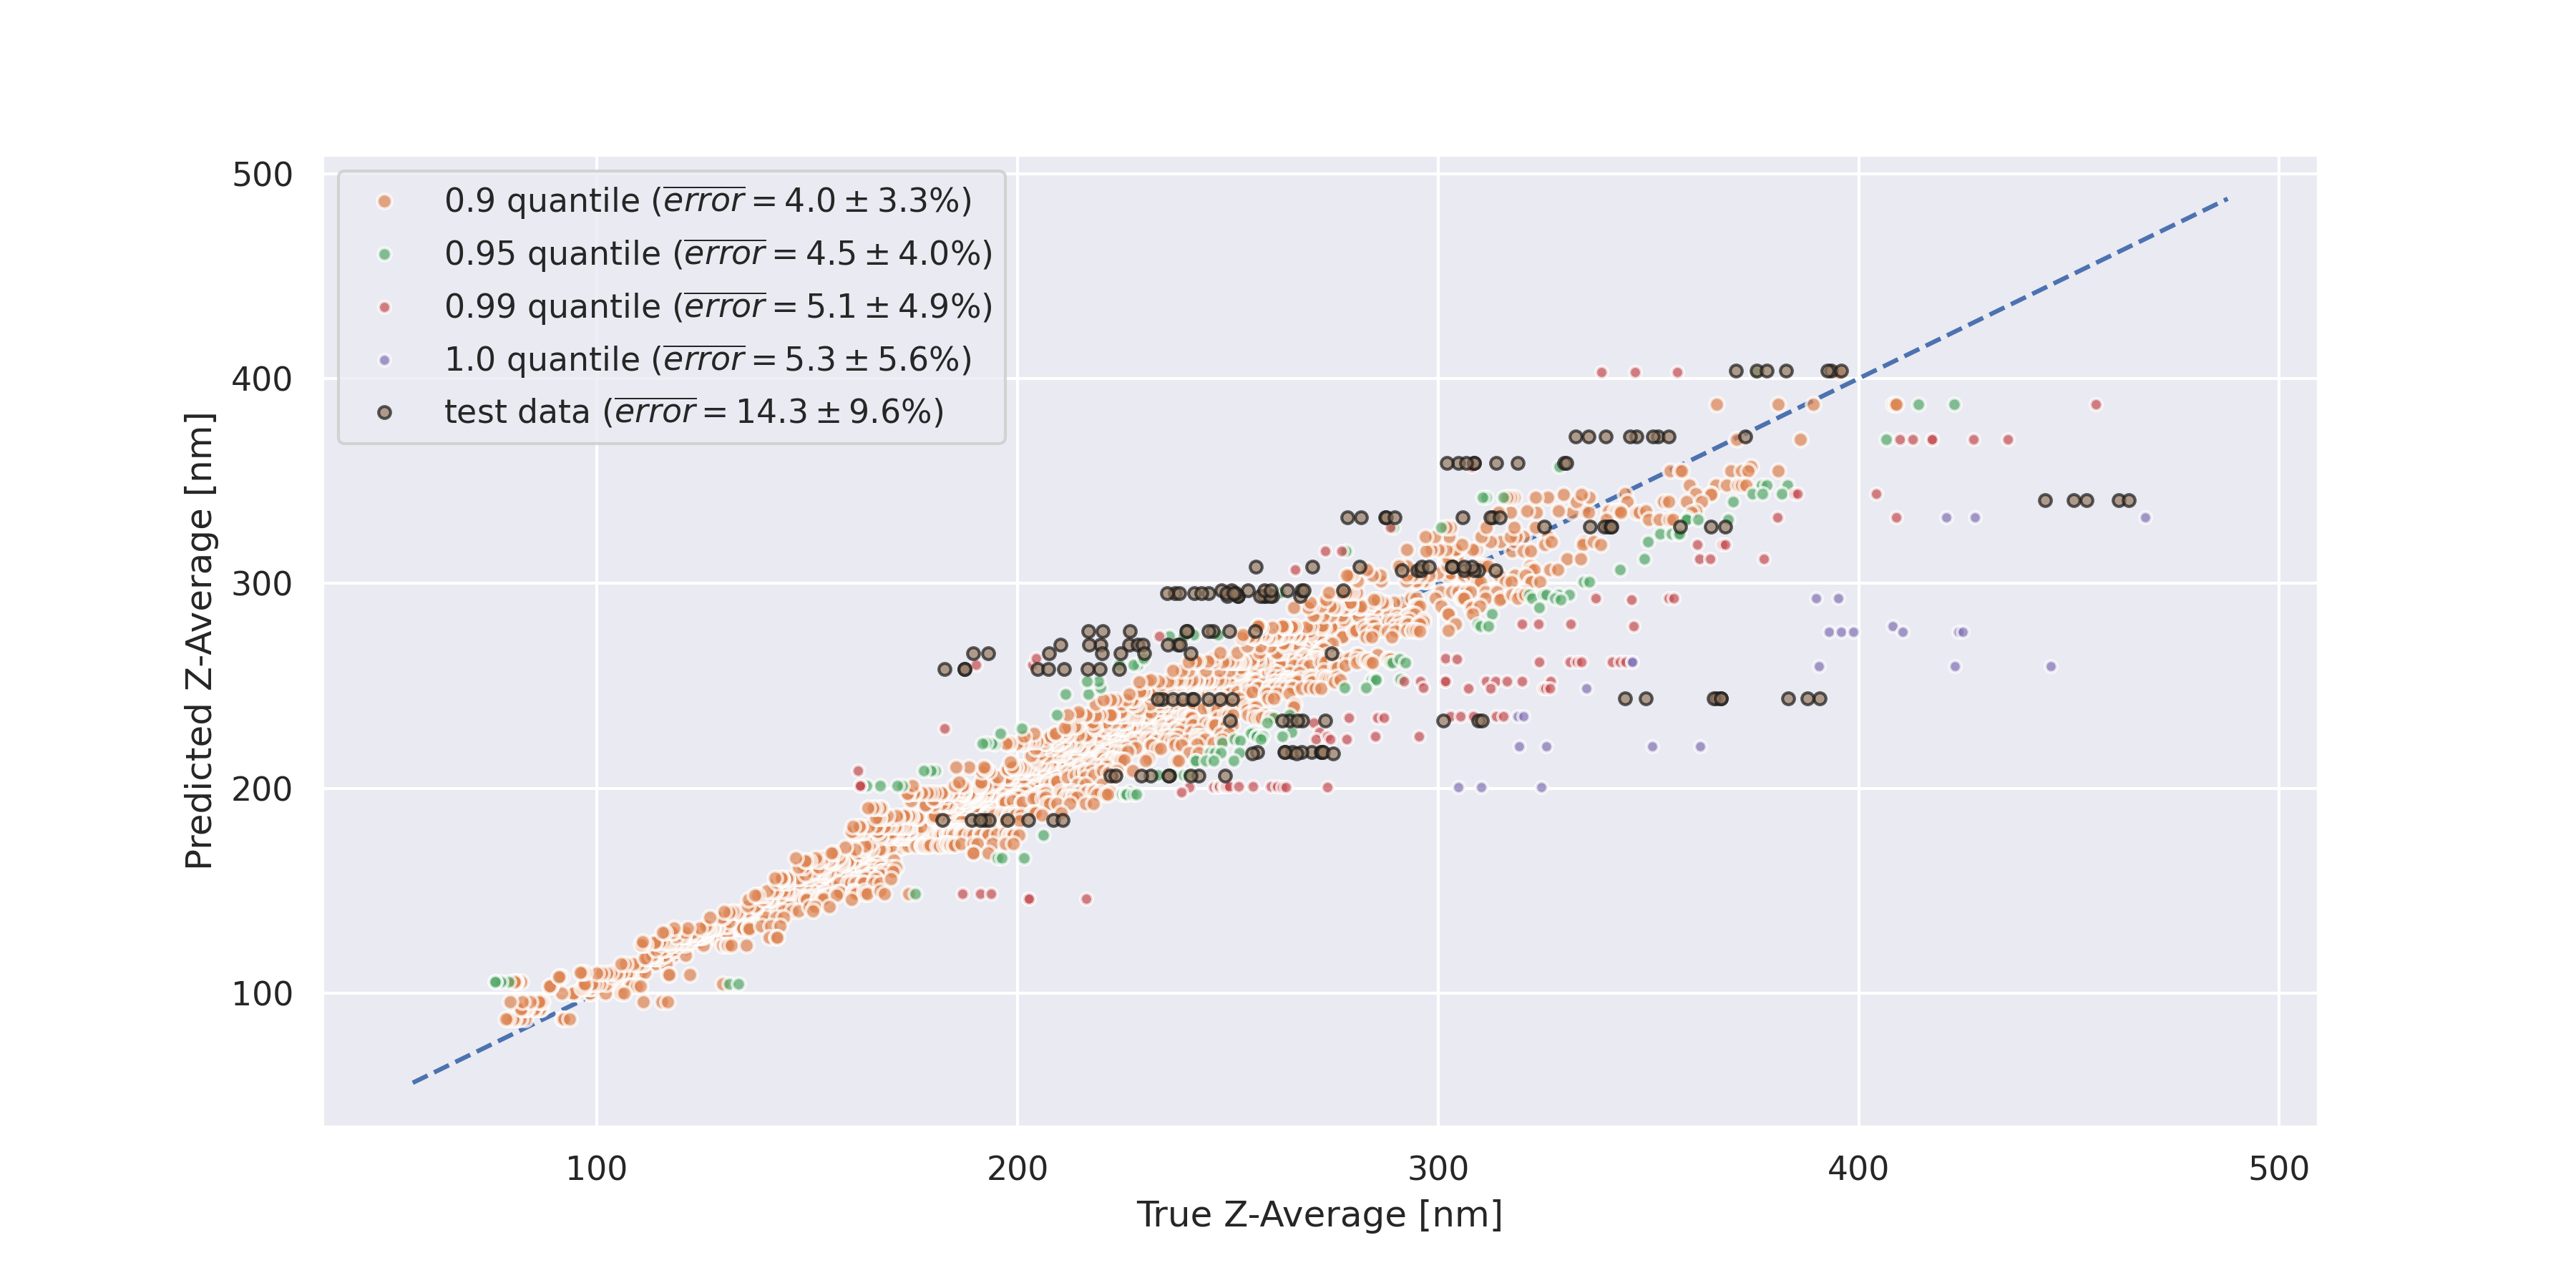 500
400
300
200
100
Predicted Z-Average [nm]
0.9 quantile (error = 4.0 ± 3.3%)
0.95 quantile (error = 4.5 ± 4.0%)
0.99 quantile (error = 5.1 ± 4.9%)
1.0 quantile (error = 5.3 ± 5.6%)
test data (error = 14.3 ± 9.6%)
100 200 300 400 500
True Z-Average [nm]